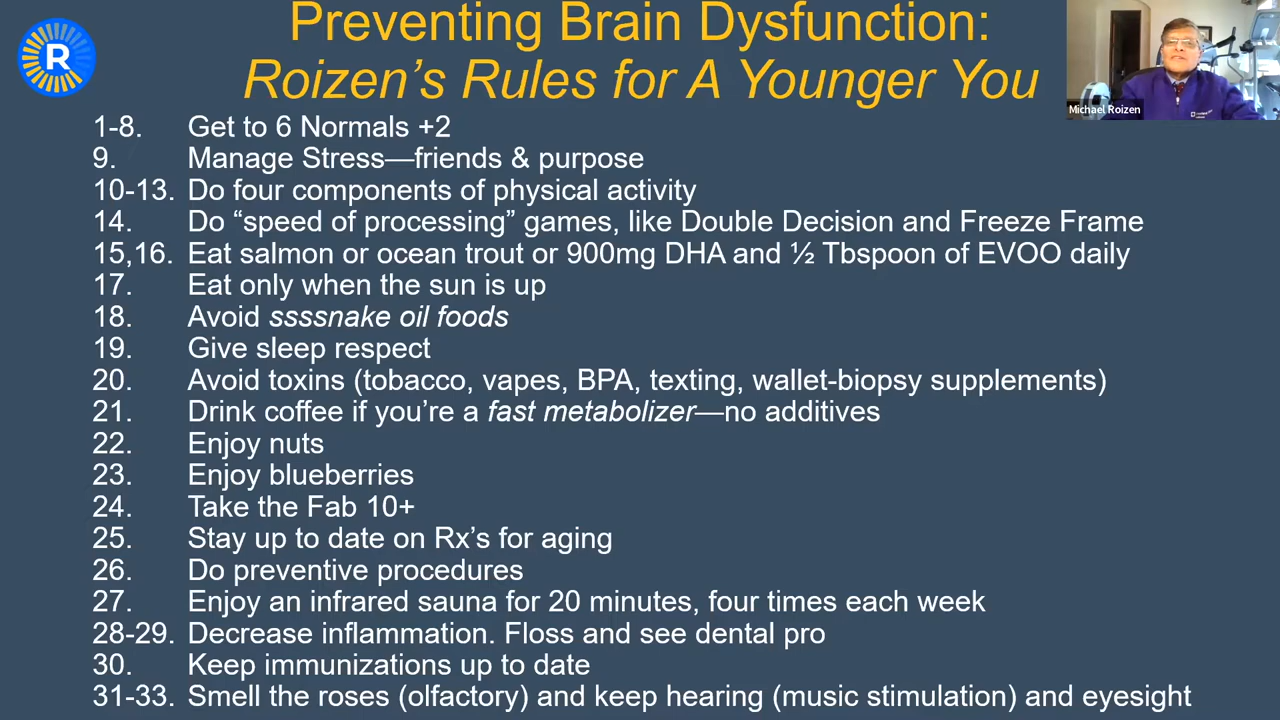 R
Preventing Brain Dysfunction:
Roizen’s Rules for A Younger You
Michael Roizen
1-8. Get to 6 Normals +2
9. Manage Stress—friends & purpose
10-13. Do four components of physical activity
14. Do “speed of processing” games, like Double Decision and Freeze Frame
15,16. Eat salmon or ocean trout or 900mg DHA and ½ Tbspoon of EVOO daily
17. Eat only when the sun is up
18. Avoid ssssnake oil foods
19. Give sleep respect
20. Avoid toxins (tobacco, vapes, BPA, texting, wallet-biopsy supplements)
21. Drink coffee if you’re a fast metabolizer—no additives
22. Enjoy nuts
23. Enjoy blueberries
24. Take the Fab 10+
25. Stay up to date on Rx’s for aging
26. Do preventive procedures
27. Enjoy an infrared sauna for 20 minutes, four times each week
28-29. Decrease inflammation. Floss and see dental pro
30. Keep immunizations up to date
31-33. Smell the roses (olfactory) and keep hearing (music stimulation) and eyesight